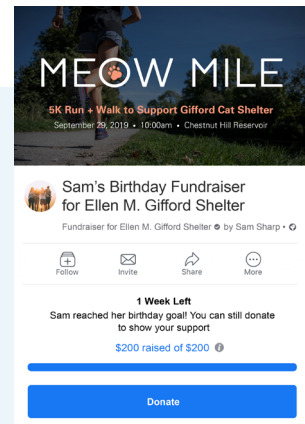 MEOW MILE
5K Run + Walk to Support Gifford Cat Shelter
September 29, 2019 • 10:00am • Chestnut Hill Reservoir
Sam's Birthday Fundraiser
for Ellen M. Gifford Shelter
Fundraiser for Ellen M. Gifford Shelter by Sam Sharp •
Follow Invite Share More
1 Week Left
Sam reached her birthday goal! You can still donate
to show your support
$200 raised of $200
Donate